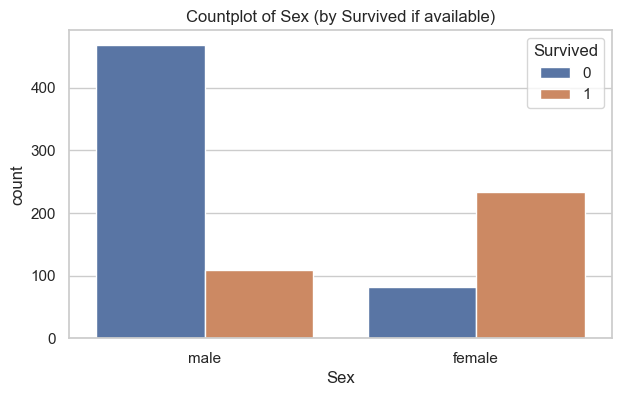 Countplot of Sex (by Survived if available)
Survived
0
1
400
300
200
100
0
count
male
female
Sex